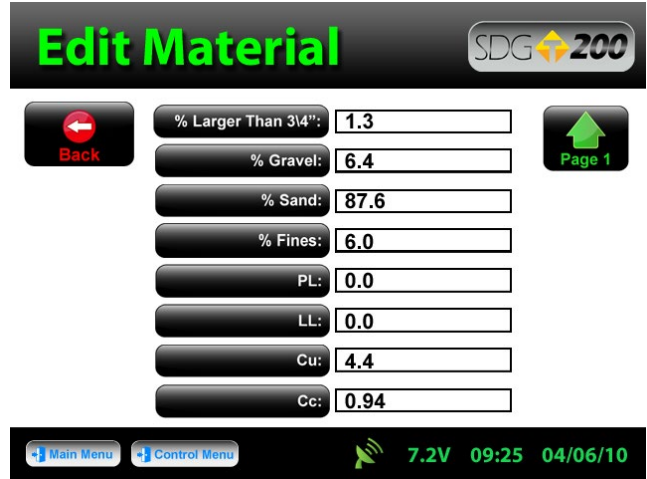 Edit Material
SDG 200
Back
% Larger Than 3\4”: 1.3
Page 1
% Gravel: 6.4
% Sand: 87.6
% Fines: 6.0
PL: 0.0
LL: 0.0
Cu: 4.4
Cc: 0.94
Main Menu Control Menu 7.2V 09:25 04/06/10